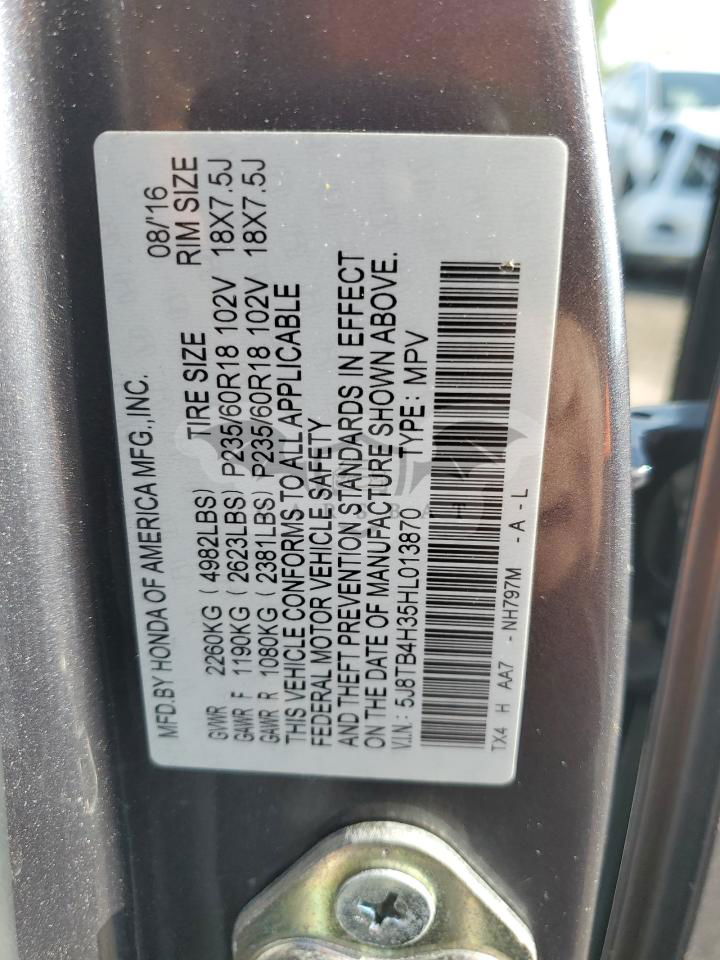 MFD.BY HONDA OF AMERICA MFG.,INC. 08/'16
TIRE SIZE RIM SIZE
GVWR 2260KG (4982LBS)
GAWR F 1190KG (2623LBS) P235/60R18 102V 18X7.5J
GAWR R 1080KG (2381LBS) P235/60R18 102V 18X7.5J
THIS VEHICLE CONFORMS TO ALL APPLICABLE
FEDERAL MOTOR VEHICLE SAFETY
AND THEFT PREVENTION STANDARDS IN EFFECT
ON THE DATE OF MANUFACTURE SHOWN ABOVE.
V.I.N.: 5J8TB4H35HL013870 TYPE: MPV
TX4 H AA7 - NH797M - A - L